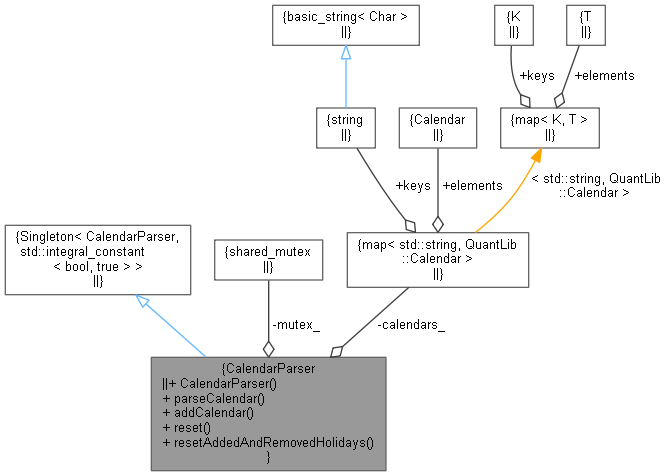 {basic_string< Char >
||}
{K
||}
{T
||}
+keys
+elements
{string
||}
{Calendar
||}
{map< K, T >
||}
+keys
+elements
< std::string, QuantLib
::Calendar >
{Singleton< CalendarParser,
std::integral_constant
< bool, true > >
||}
{shared_mutex
||}
{map< std::string, QuantLib
::Calendar >
||}
-mutex_
-calendars_
{CalendarParser
||+ CalendarParser()
+ parseCalendar()
+ addCalendar()
+ reset()
+ resetAddedAndRemovedHolidays()
}